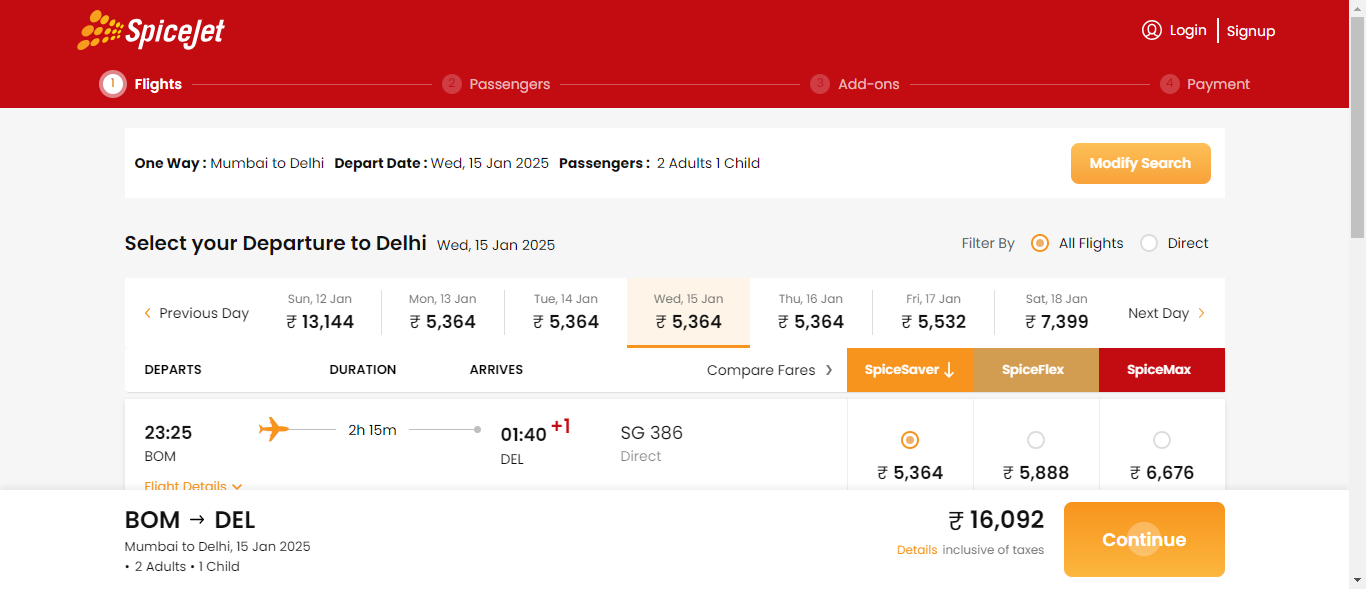 SpiceJet
Login Signup
1 Flights 2 Passengers 3 Add-ons 4 Payment
One Way : Mumbai to Delhi Depart Date : Wed, 15 Jan 2025 Passengers : 2 Adults 1 Child Modify Search
Select your Departure to Delhi Wed, 15 Jan 2025 Filter By All Flights Direct
Previous Day
Sun, 12 Jan Mon, 13 Jan Tue, 14 Jan Wed, 15 Jan Thu, 16 Jan Fri, 17 Jan Sat, 18 Jan
₹ 13,144 ₹ 5,364 ₹ 5,364 ₹ 5,364 ₹ 5,364 ₹ 5,532 ₹ 7,399
Next Day
DEPARTS DURATION ARRIVES Compare Fares SpiceSaver ↓ SpiceFlex SpiceMax
23:25 2h 15m 01:40 +1 SG 386
BOM DEL Direct
₹ 5,364 ₹ 5,888 ₹ 6,676
Flight Details
BOM → DEL ₹ 16,092
Mumbai to Delhi, 15 Jan 2025 Details inclusive of taxes
• 2 Adults • 1 Child
Continue